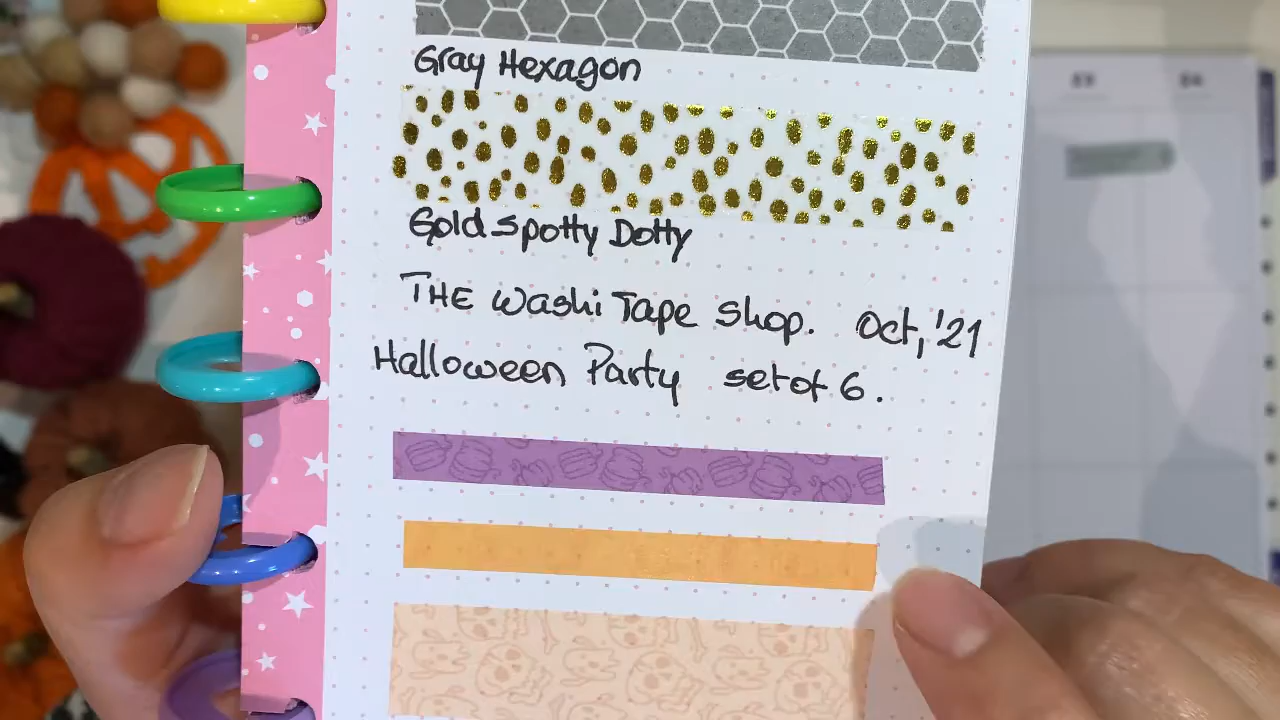 Gray Hexagon
Gold Spotty Dotty
THE Washi Tape Shop. Oct, '21
Halloween Party set of 6.